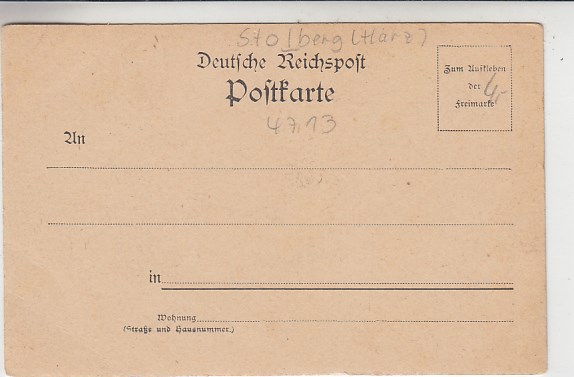 Stolberg (Harz)
Deutsche Reichspost
Postkarte
Zum Aufkleben
der
Freimarke
4,-
4713
An
in
Wohnung
(Straße und Hausnummer.)